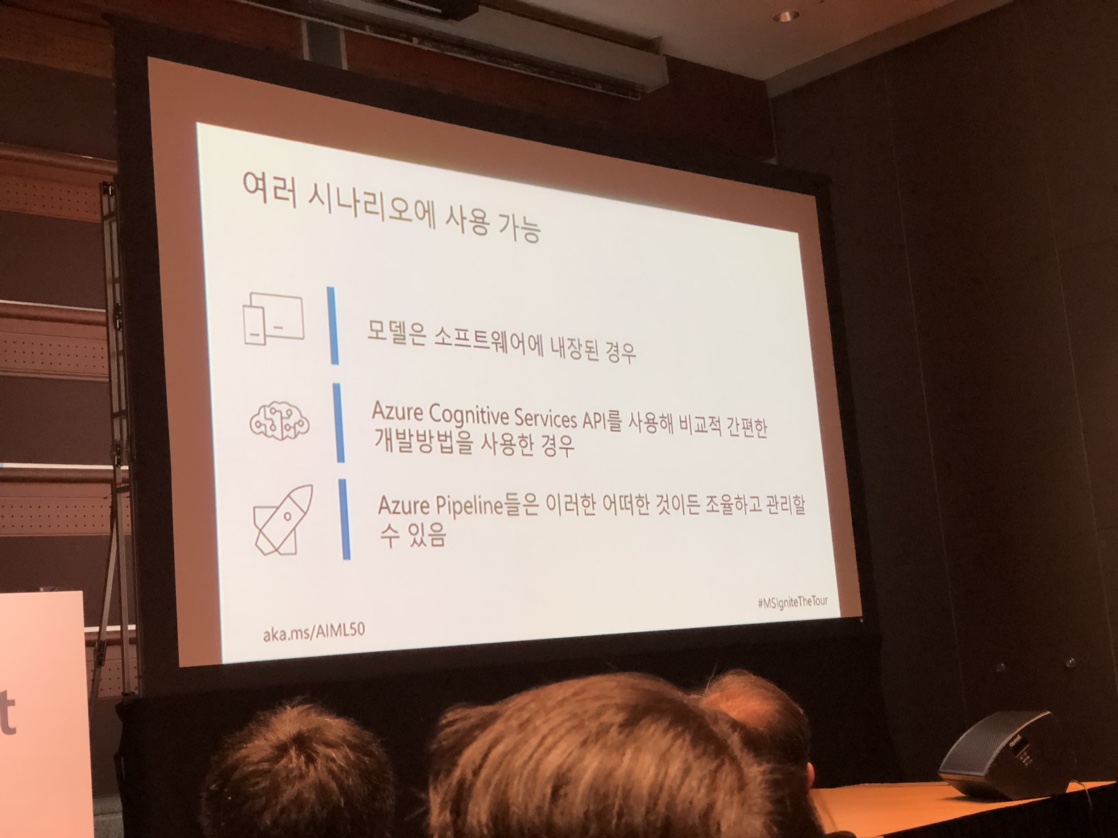 여러 시나리오에 사용 가능
모델은 소프트웨어에 내장된 경우
Azure Cognitive Services API를 사용해 비교적 간편한
개발방법을 사용한 경우
Azure Pipeline들은 이러한 어떠한 것이든 조율하고 관리할
수 있음
#MSIgniteTheTour
aka.ms/AIML50
t